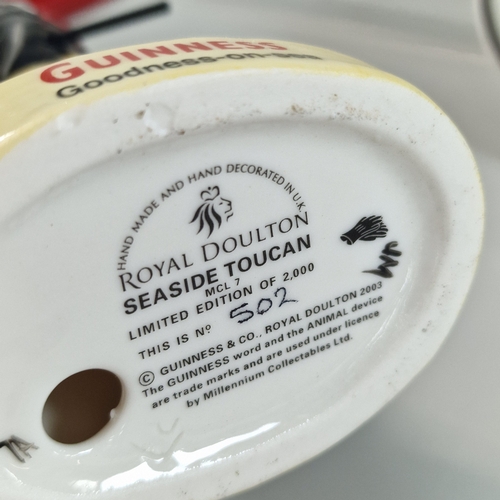 GUINNESS
Goodness-on-sea
HAND MADE AND HAND DECORATED IN U.K.
ROYAL DOULTON
SEASIDE TOUCAN
MCL 7
LIMITED EDITION OF 2,000
THIS IS Nº 502
© GUINNESS & CO., ROYAL DOULTON 2003
The GUINNESS word and the ANIMAL device
are trade marks and are used under licence
by Millennium Collectables Ltd.